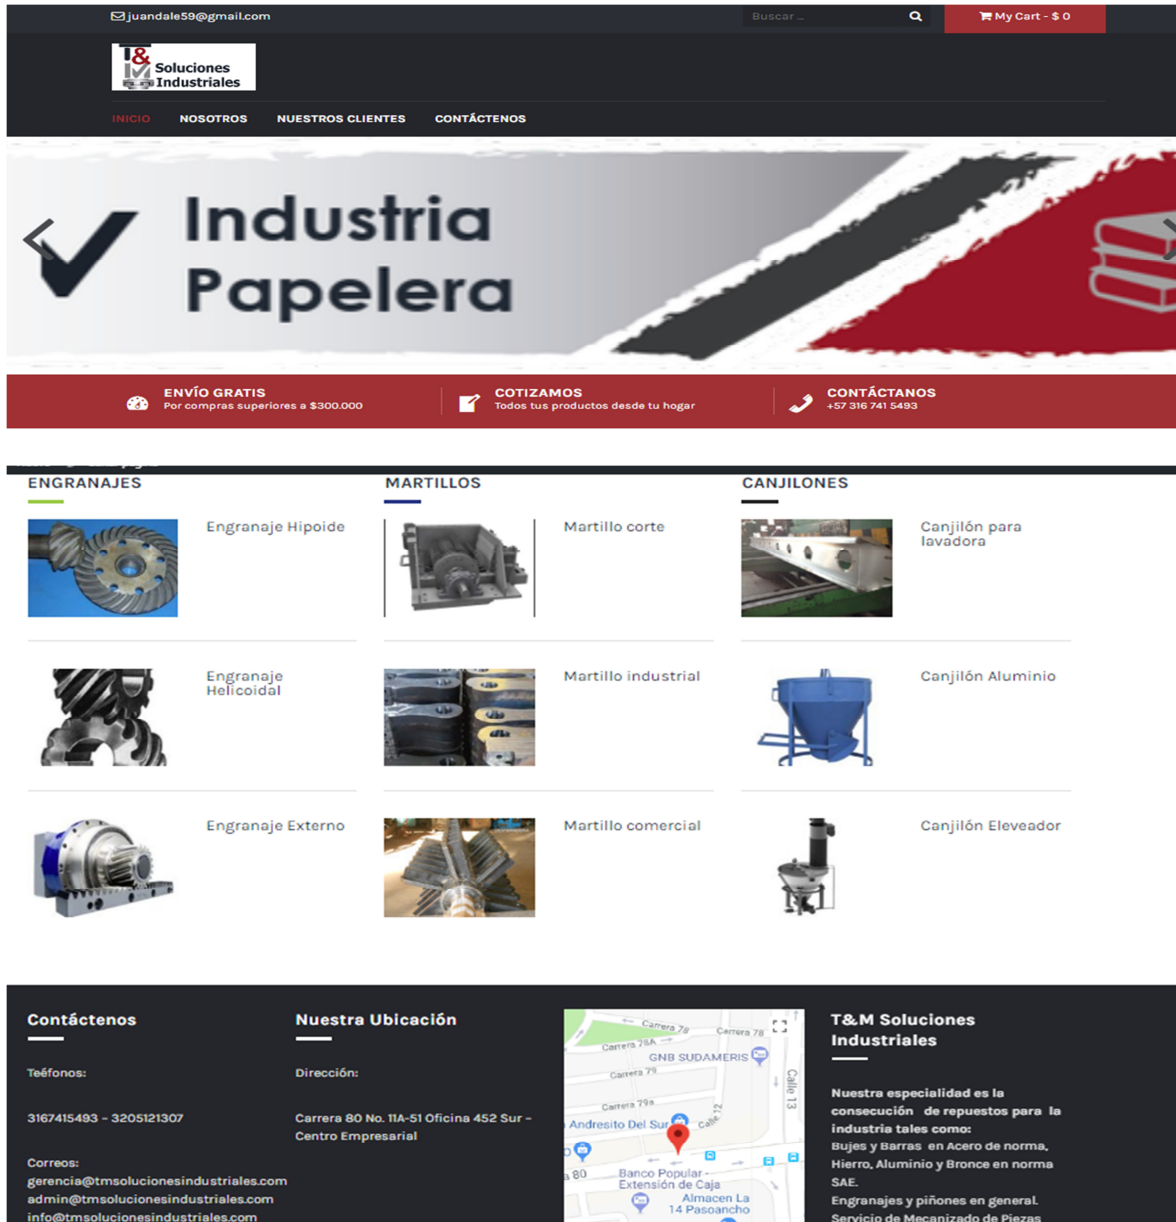 juandale59@gmail.com
Buscar ...
My Cart - $ 0
T&M Soluciones
Industriales
INICIO
NOSOTROS
NUESTROS CLIENTES
CONTÁCTENOS
Industria
Papelera
ENVÍO GRATIS
Por compras superiores a $300.000
COTIZAMOS
Todos tus productos desde tu hogar
CONTÁCTANOS
+57 316 741 5493
ENGRANAJES
Engranaje Hipoide
Engranaje
Helicoidal
Engranaje Externo
MARTILLOS
Martillo corte
Martillo industrial
Martillo comercial
CANJILONES
Canjilón para
lavadora
Canjilón Aluminio
Canjilón Eleveador
Contáctenos
Teéfonos:
3167415493 - 3205121307
Correos:
gerencia@tmsolucionesindustriales.com
admin@tmsolucionesindustriales.com
info@tmsolucionesindustriales.com
Nuestra Ubicación
Dirección:
Carrera 80 No. 11A-51 Oficina 452 Sur –
Centro Empresarial
Carrera 78
Carrera 78
Carrera 78A
GNB SUDAMERIS
Carrera 79
Calle 13
Carrera 79a
Calle 12
Andresito Del Sur
80
Banco Popular -
Extensión de Caja
Almacen La
14 Pasoancho
T&M Soluciones
Industriales
Nuestra especialidad es la
consecución de repuestos para la
industria tales como:
Bujes y Barras en Acero de norma,
Hierro, Aluminio y Bronce en norma
SAE.
Engranajes y piñones en general.
Servicio de Mecanizado de Piezas